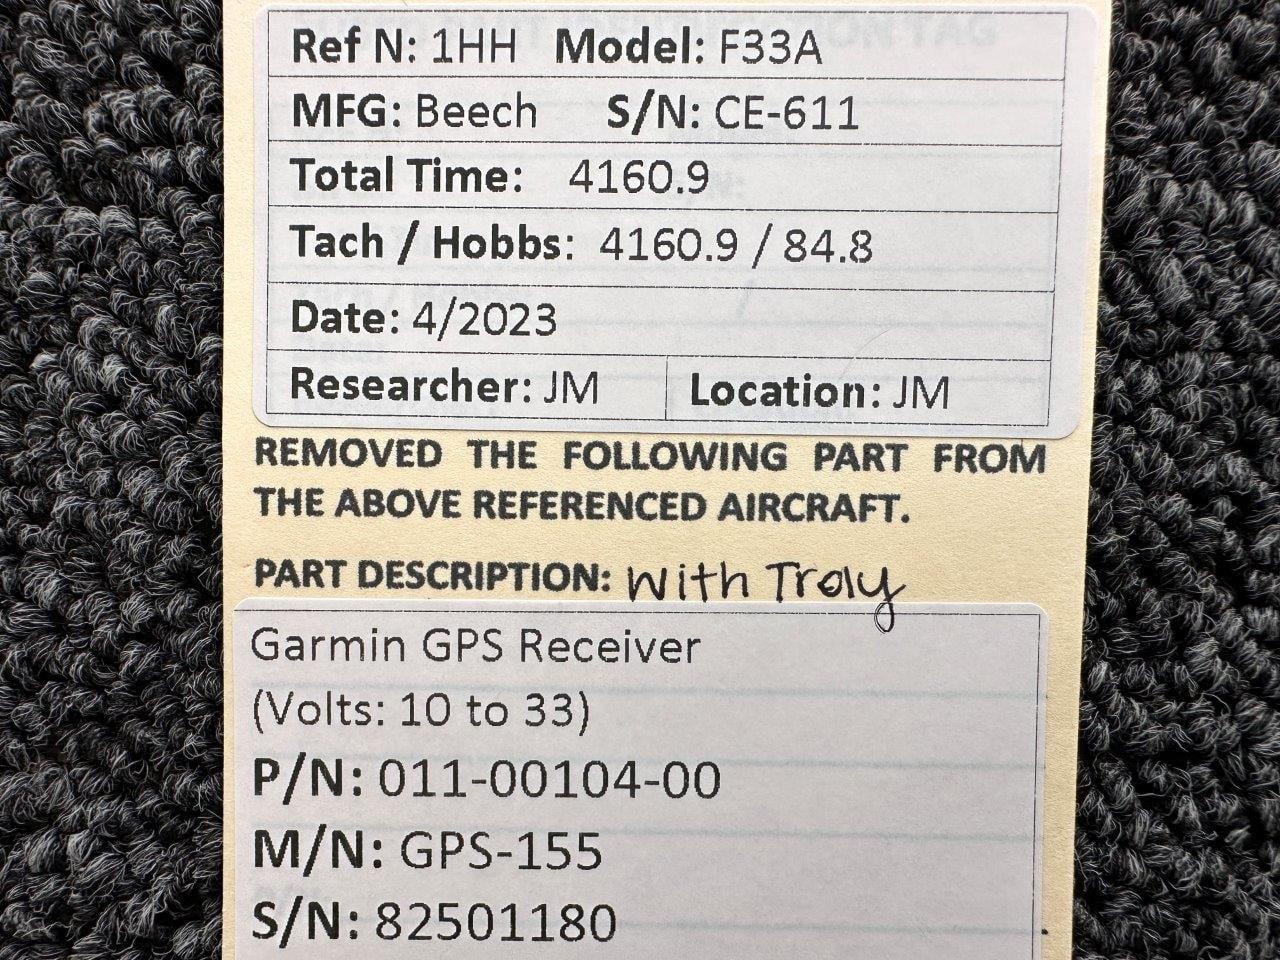 Ref N: 1HH Model: F33A
MFG: Beech S/N: CE-611
Total Time: 4160.9
Tach / Hobbs: 4160.9 / 84.8
Date: 4/2023
Researcher: JM Location: JM
REMOVED THE FOLLOWING PART FROM
THE ABOVE REFERENCED AIRCRAFT.
PART DESCRIPTION: With Tray
Garmin GPS Receiver
(Volts: 10 to 33)
P/N: 011-00104-00
M/N: GPS-155
S/N: 82501180